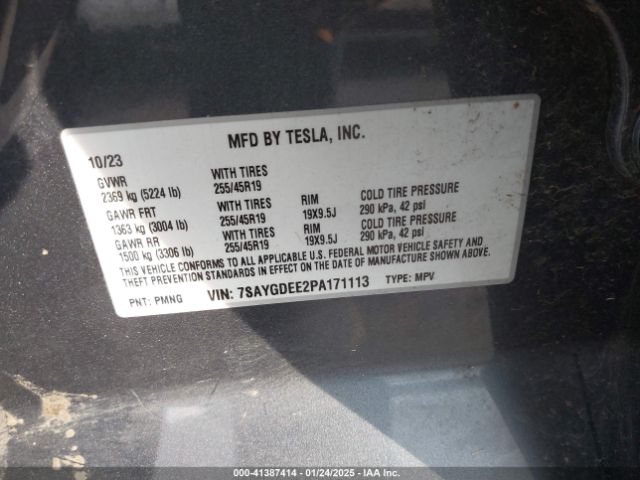 MFD BY TESLA, INC.
10/23
GVWR WITH TIRES
2369 kg (5224 lb) 255/45R19
GAWR FRT WITH TIRES RIM COLD TIRE PRESSURE
1363 kg (3004 lb) 255/45R19 19X9.5J 290 kPa, 42 psi
GAWR RR WITH TIRES RIM COLD TIRE PRESSURE
1500 kg (3306 lb) 255/45R19 19X9.5J 290 kPa, 42 psi
THIS VEHICLE CONFORMS TO ALL APPLICABLE U.S. FEDERAL MOTOR VEHICLE SAFETY AND
THEFT PREVENTION STANDARDS IN EFFECT ON THE DATE OF MANUFACTURE SHOWN ABOVE.
PNT: PMNG VIN: 7SAYGDEE2PA171113 TYPE: MPV
000-41387414 - 01/24/2025 - IAA Inc.